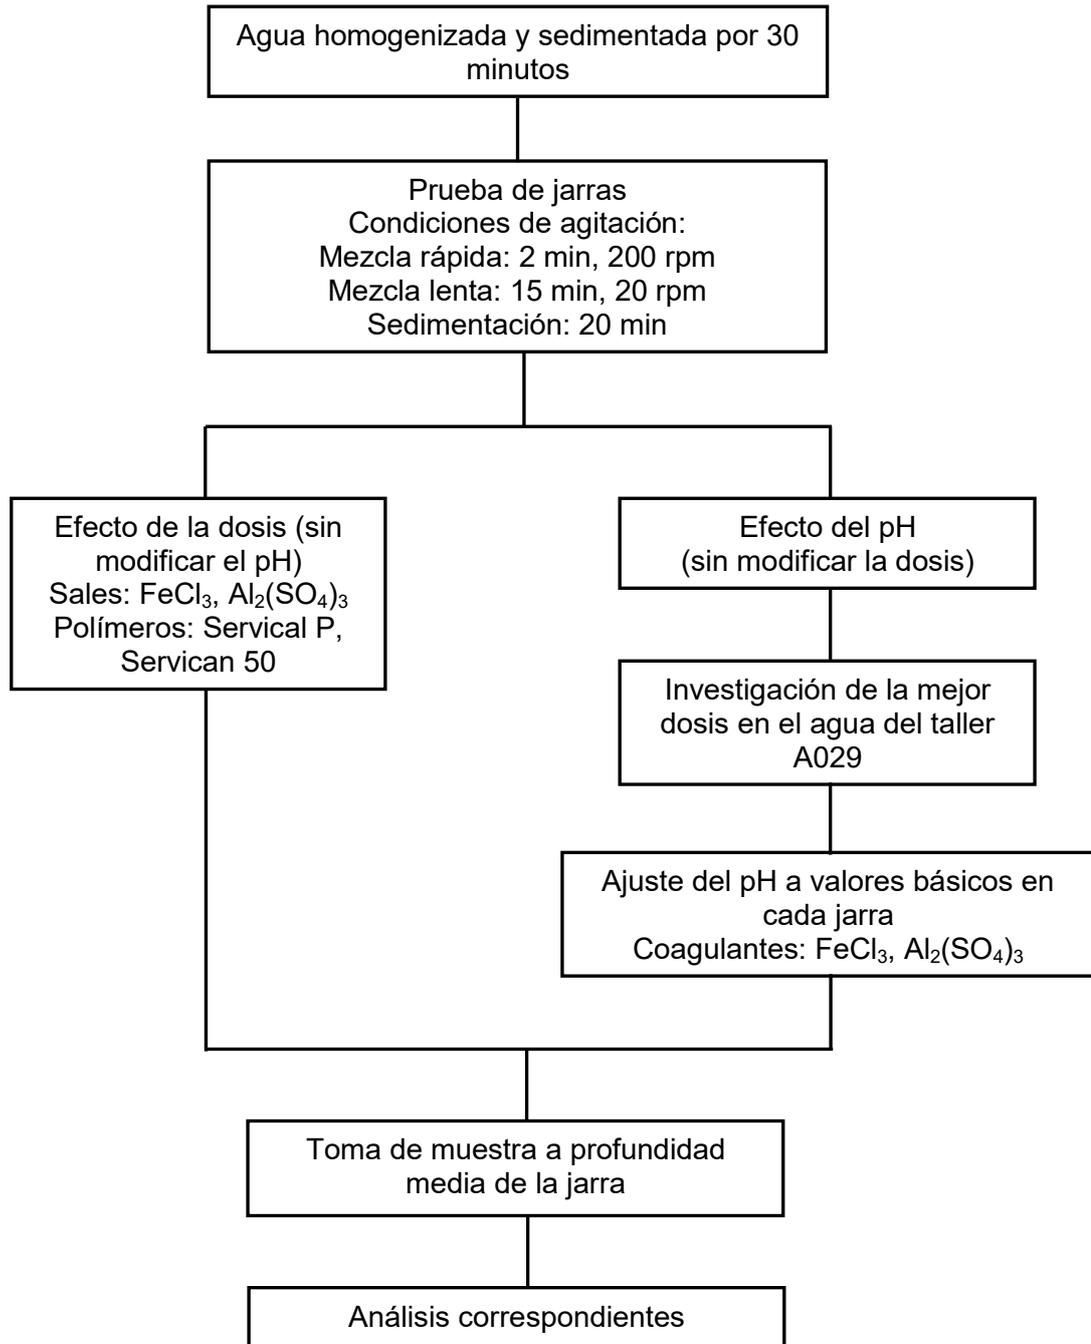 Agua homogenizada y sedimentada por 30
minutos
Prueba de jarras
Condiciones de agitación:
Mezcla rápida: 2 min, 200 rpm
Mezcla lenta: 15 min, 20 rpm
Sedimentación: 20 min
Efecto de la dosis (sin
modificar el pH)
Sales: FeCl₃, Al₂(SO₄)₃
Polímeros: Servical P,
Servican 50
Efecto del pH
(sin modificar la dosis)
Investigación de la mejor
dosis en el agua del taller
A029
Ajuste del pH a valores básicos en
cada jarra
Coagulantes: FeCl₃, Al₂(SO₄)₃
Toma de muestra a profundidad
media de la jarra
Análisis correspondientes